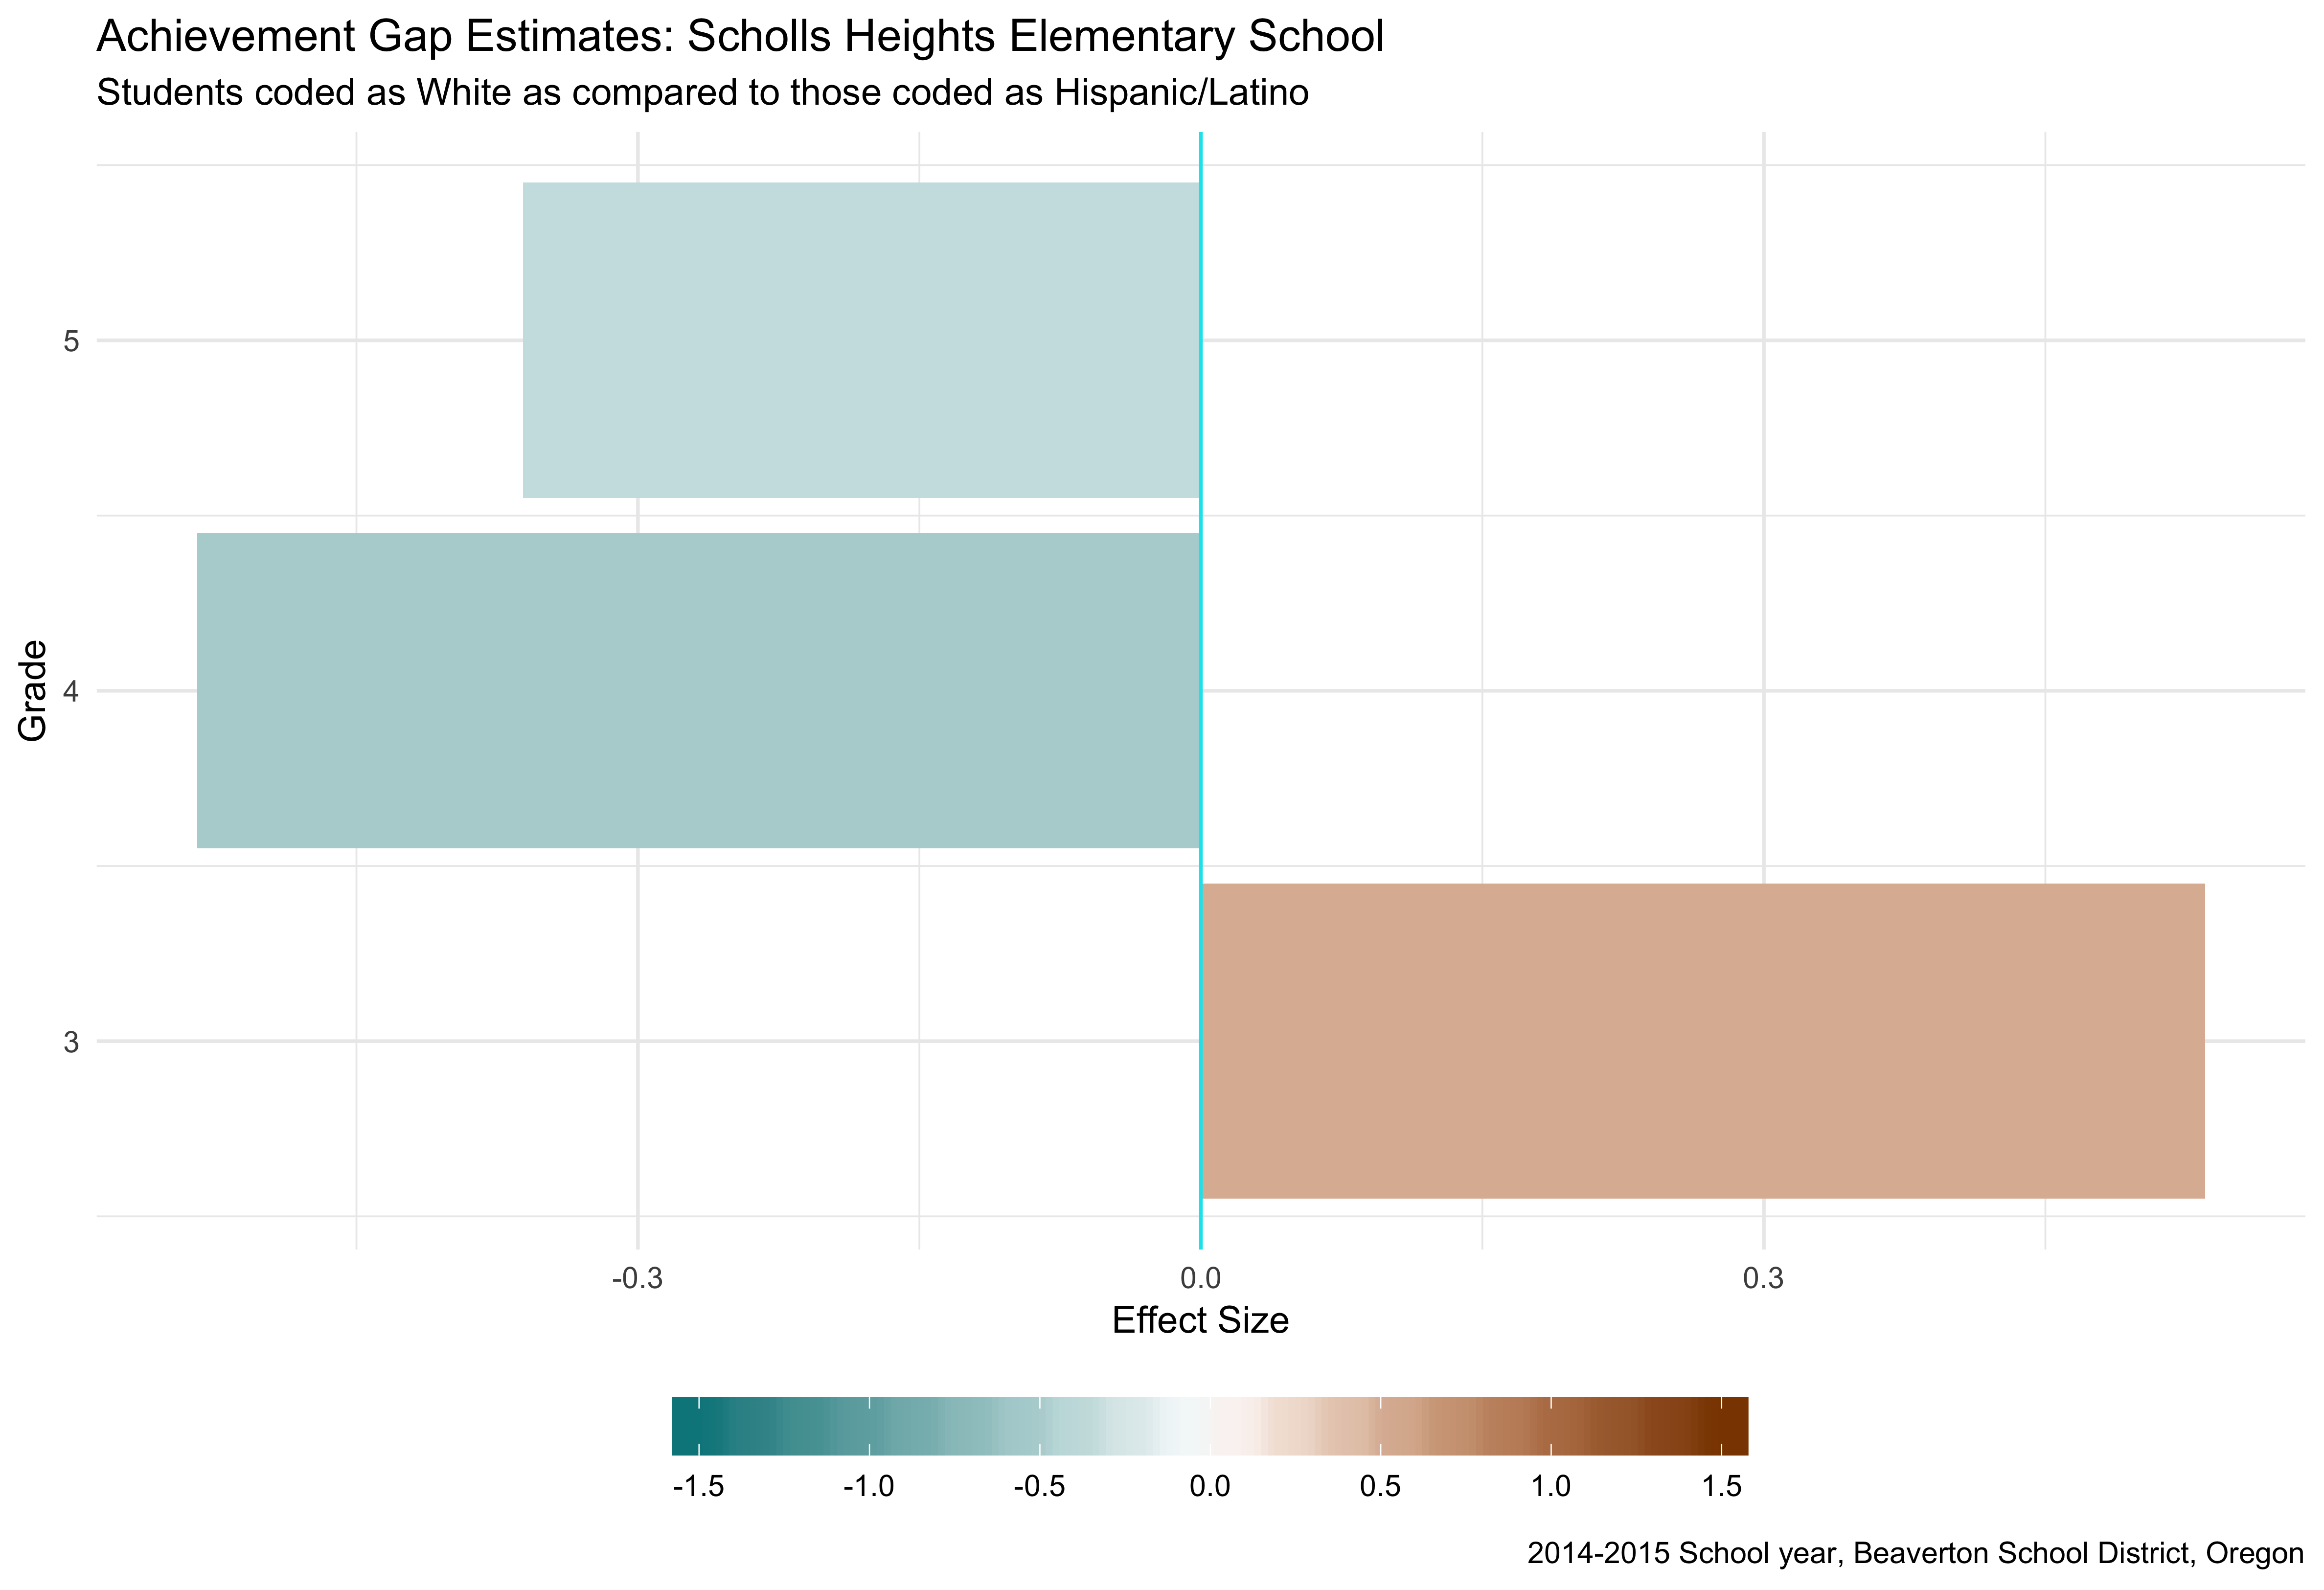 Achievement Gap Estimates: Scholls Heights Elementary School
Students coded as White as compared to those coded as Hispanic/Latino
5
4
3
Grade
-0.3 0.0 0.3
Effect Size
-1.5 -1.0 -0.5 0.0 0.5 1.0 1.5
2014-2015 School year, Beaverton School District, Oregon